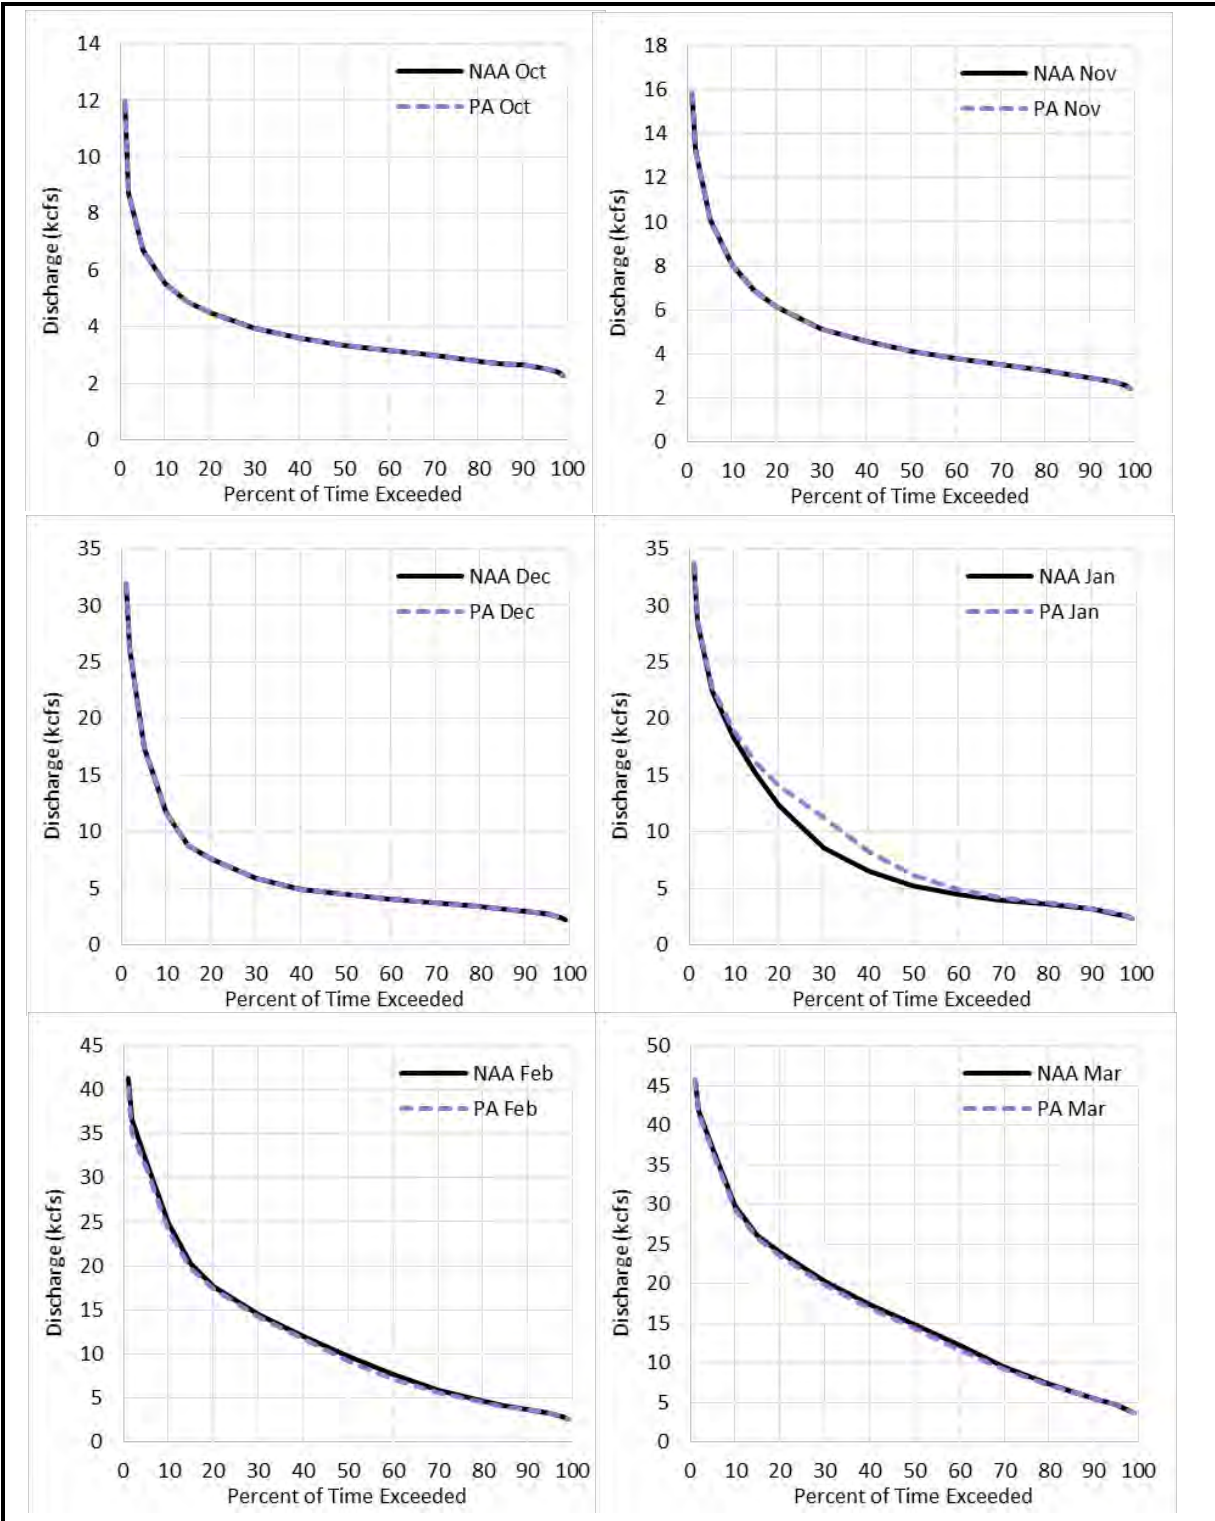 14
12
10
8
6
4
2
0
Discharge (kcfs)
NAA Oct
PA Oct
0 10 20 30 40 50 60 70 80 90 100
Percent of Time Exceeded
18
16
14
12
10
8
6
4
2
0
Discharge (kcfs)
NAA Nov
PA Nov
0 10 20 30 40 50 60 70 80 90 100
Percent of Time Exceeded
35
30
25
20
15
10
5
0
Discharge (kcfs)
NAA Dec
PA Dec
0 10 20 30 40 50 60 70 80 90 100
Percent of Time Exceeded
35
30
25
20
15
10
5
0
Discharge (kcfs)
NAA Jan
PA Jan
0 10 20 30 40 50 60 70 80 90 100
Percent of Time Exceeded
45
40
35
30
25
20
15
10
5
0
Discharge (kcfs)
NAA Feb
PA Feb
0 10 20 30 40 50 60 70 80 90 100
Percent of Time Exceeded
50
45
40
35
30
25
20
15
10
5
0
Discharge (kcfs)
NAA Mar
PA Mar
0 10 20 30 40 50 60 70 80 90 100
Percent of Time Exceeded